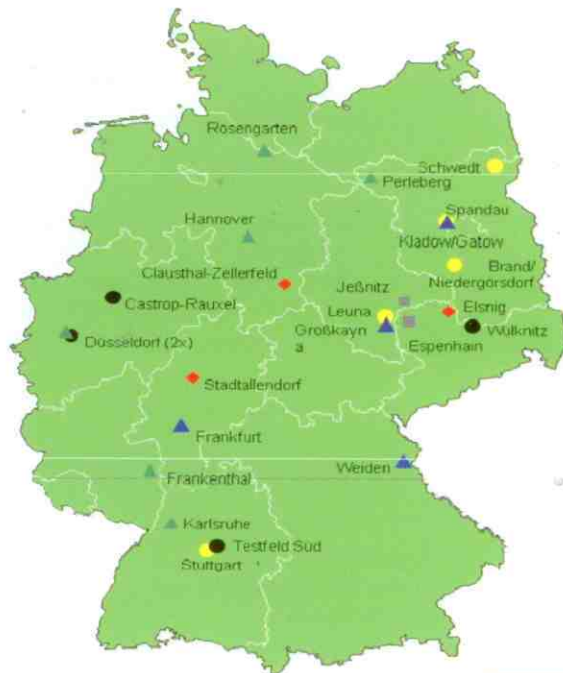 Rosengarten
Schwedt
Perleberg
Spandau
Hannover
Kladow/Gatow
Clausthal-Zellerfeld
Brand/
Niedergörsdorf
Jeßnitz
Castrop-Rauxel
Leuna
Elsnig
Großkayn
a
Wülknitz
Düsseldorf (2x)
Espenhain
Stadtallendorf
Frankfurt
Weiden
Frankenthal
Karlsruhe
Testfeld Süd
Stuttgart